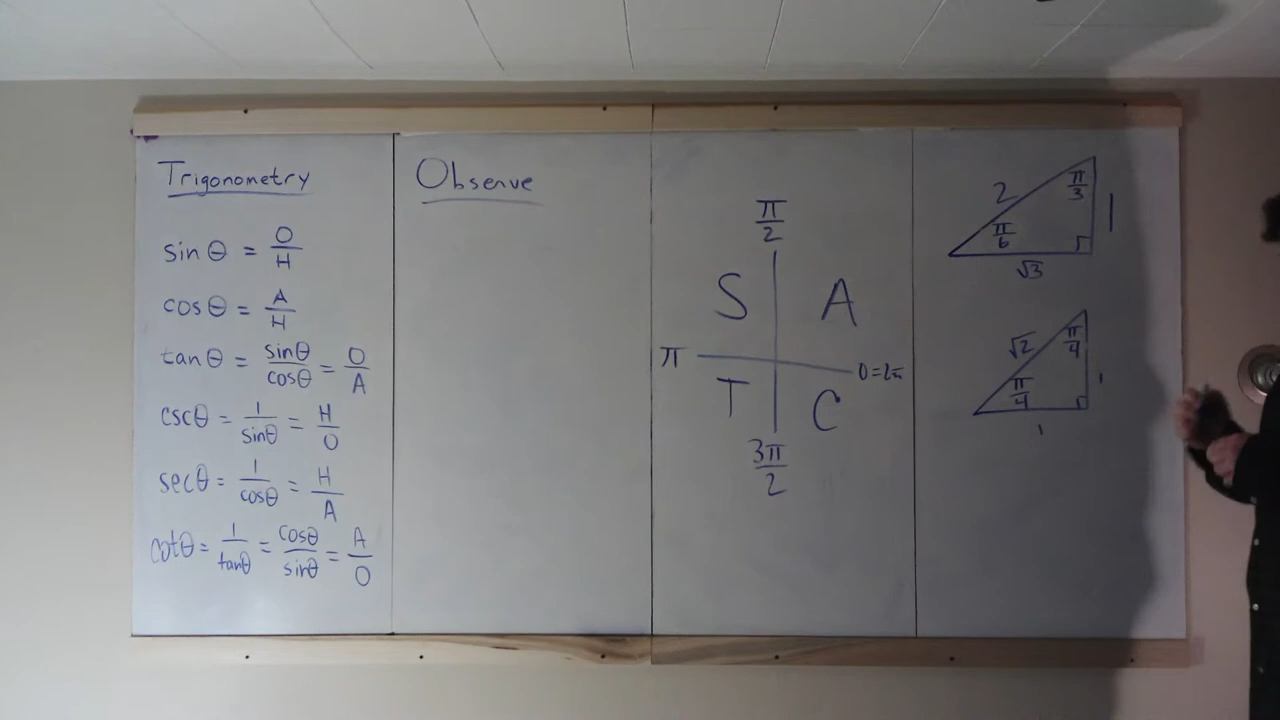 Trigonometry
sinθ = O/H
cosθ = A/H
tanθ = sinθ/cosθ = O/A
cscθ = 1/sinθ = H/O
secθ = 1/cosθ = H/A
cotθ = 1/tanθ = cosθ/sinθ = A/O
Observe
π/2
S A
π 0=2π
T C
3π/2
2 π/3
π/6 1
√3
√2 π/4
π/4 1
1